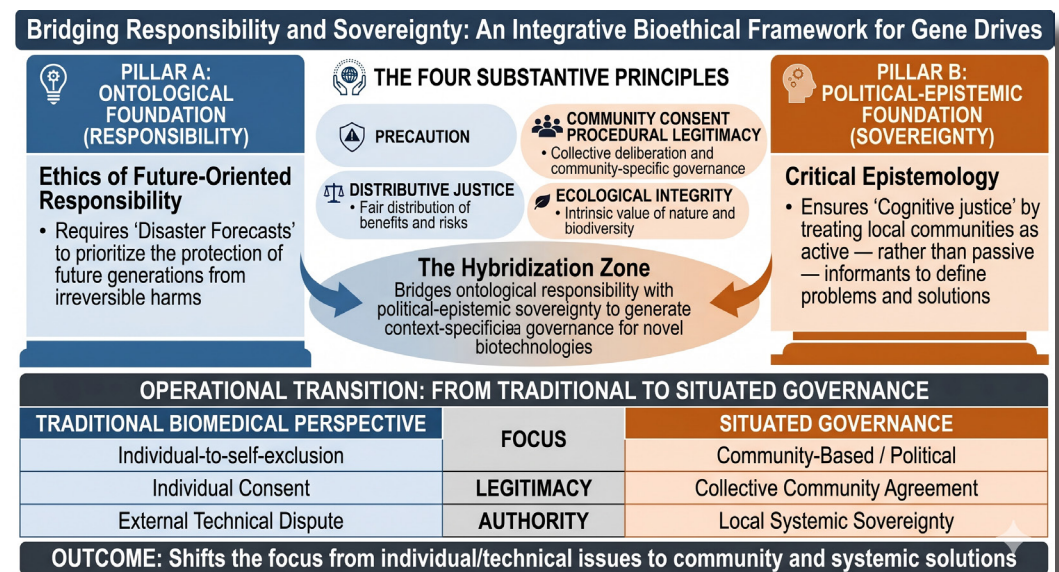 Bridging Responsibility and Sovereignty: An Integrative Bioethical Framework for Gene Drives
PILLAR A:
ONTOLOGICAL
FOUNDATION
(RESPONSIBILITY)
Ethics of Future-Oriented
Responsibility
• Requires ‘Disaster Forecasts’
to prioritize the protection of
future generations from
irreversible harms
THE FOUR SUBSTANTIVE PRINCIPLES
PRECAUTION
COMMUNITY CONSENT
PROCEDURAL LEGITIMACY
• Collective deliberation and
community-specific governance
DISTRIBUTIVE JUSTICE
• Fair distribution of
benefits and risks
ECOLOGICAL INTEGRITY
• Intrinsic value of nature and
biodiversity
The Hybridization Zone
Bridges ontological responsibility with
political-epistemic sovereignty to generate
governance for novel
biotechnologies
PILLAR B:
POLITICAL-EPISTEMIC
FOUNDATION
(SOVEREIGNTY)
Critical Epistemology
• Ensures ‘Cognitive justice’ by
treating local communities as
active — rather than passive
— informants to define
problems and solutions
OPERATIONAL TRANSITION: FROM TRADITIONAL TO SITUATED GOVERNANCE
TRADITIONAL BIOMEDICAL PERSPECTIVE
FOCUS
SITUATED GOVERNANCE
Individual-to-self-exclusion
Community-Based / Political
Individual Consent
LEGITIMACY
Collective Community Agreement
External Technical Dispute
AUTHORITY
Local Systemic Sovereignty
OUTCOME: Shifts the focus from individual/technical issues to community and systemic solutions